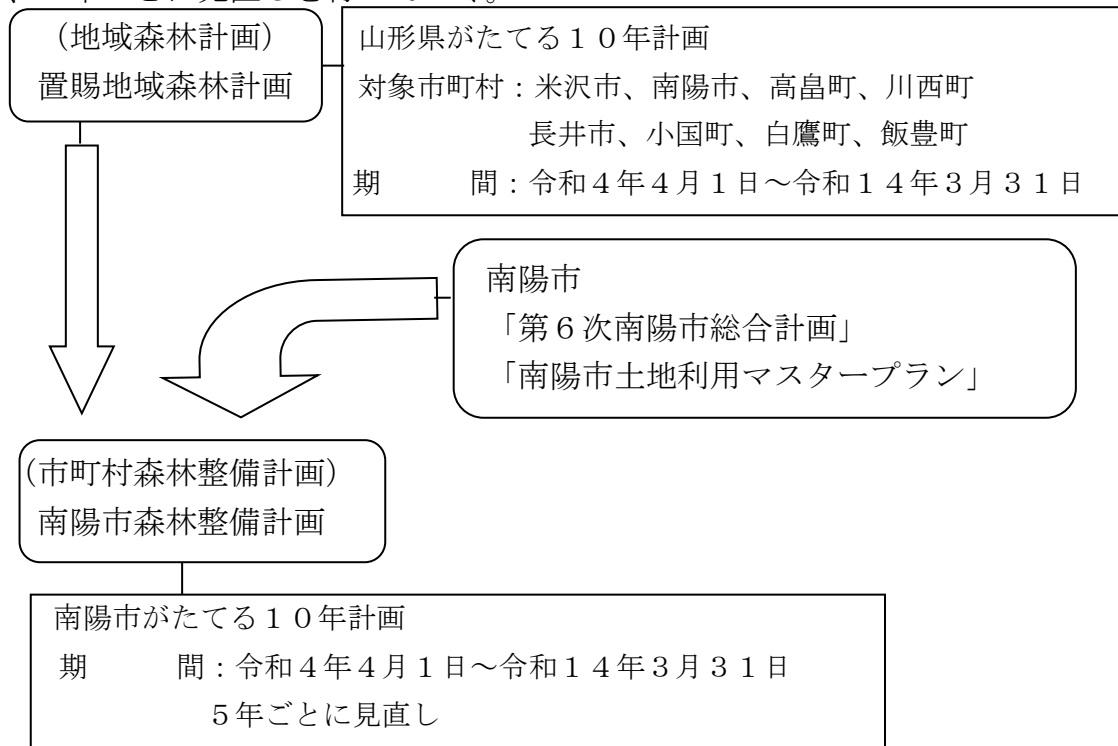 (地域森林計画)
置賜地域森林計画
山形県がたてる１０年計画
対象市町村：米沢市、南陽市、高畠町、川西町
長井市、小国町、白鷹町、飯豊町
期　　　間：令和４年４月１日～令和１４年３月３１日
南陽市
「第６次南陽市総合計画」
「南陽市土地利用マスタープラン」
(市町村森林整備計画)
南陽市森林整備計画
南陽市がたてる１０年計画
期　　　間：令和４年４月１日～令和１４年３月３１日
５年ごとに見直し